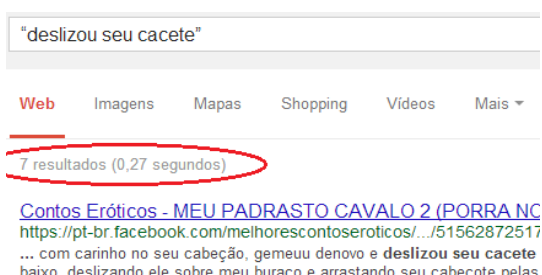 “deslizou seu cacete”
Web Imagens Mapas Shopping Vídeos Mais
7 resultados (0,27 segundos)
Contos Eróticos - MEU PADRASTO CAVALO 2 (PORRA NO
https://pt-br.facebook.com/melhorescontoseroticos/.../51562872517
... com carinho no seu cabeção, gemeuu denovo e deslizou seu cacete
baixo, deslizando ele sobre meu buraco e arrastando seu cabeçote pelas